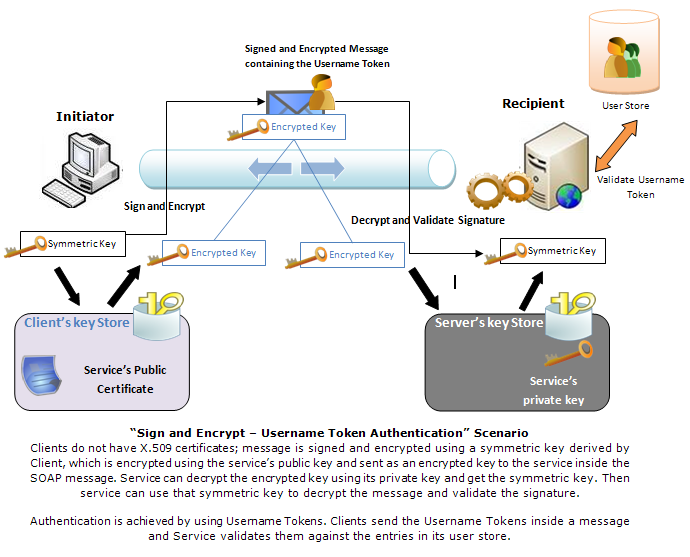 Signed and Encrypted Message
containing the Username Token
User Store
Initiator
Recipient
Encrypted Key
Validate Username
Token
Sign and Encrypt
Decrypt and Validate Signature
Symmetric Key
Encrypted Key
Encrypted Key
Symmetric Key
Client's key Store
Service's Public
Certificate
Server's key Store
Service's
private key
“Sign and Encrypt – Username Token Authentication” Scenario
Clients do not have X.509 certificates; message is signed and encrypted using a symmetric key derived by
Client, which is encrypted using the service's public key and sent as an encrypted key to the service inside the
SOAP message. Service can decrypt the encrypted key using its private key and get the symmetric key. Then
service can use that symmetric key to decrypt the message and validate the signature.
Authentication is achieved by using Username Tokens. Clients send the Username Tokens inside a message
and Service validates them against the entries in its user store.